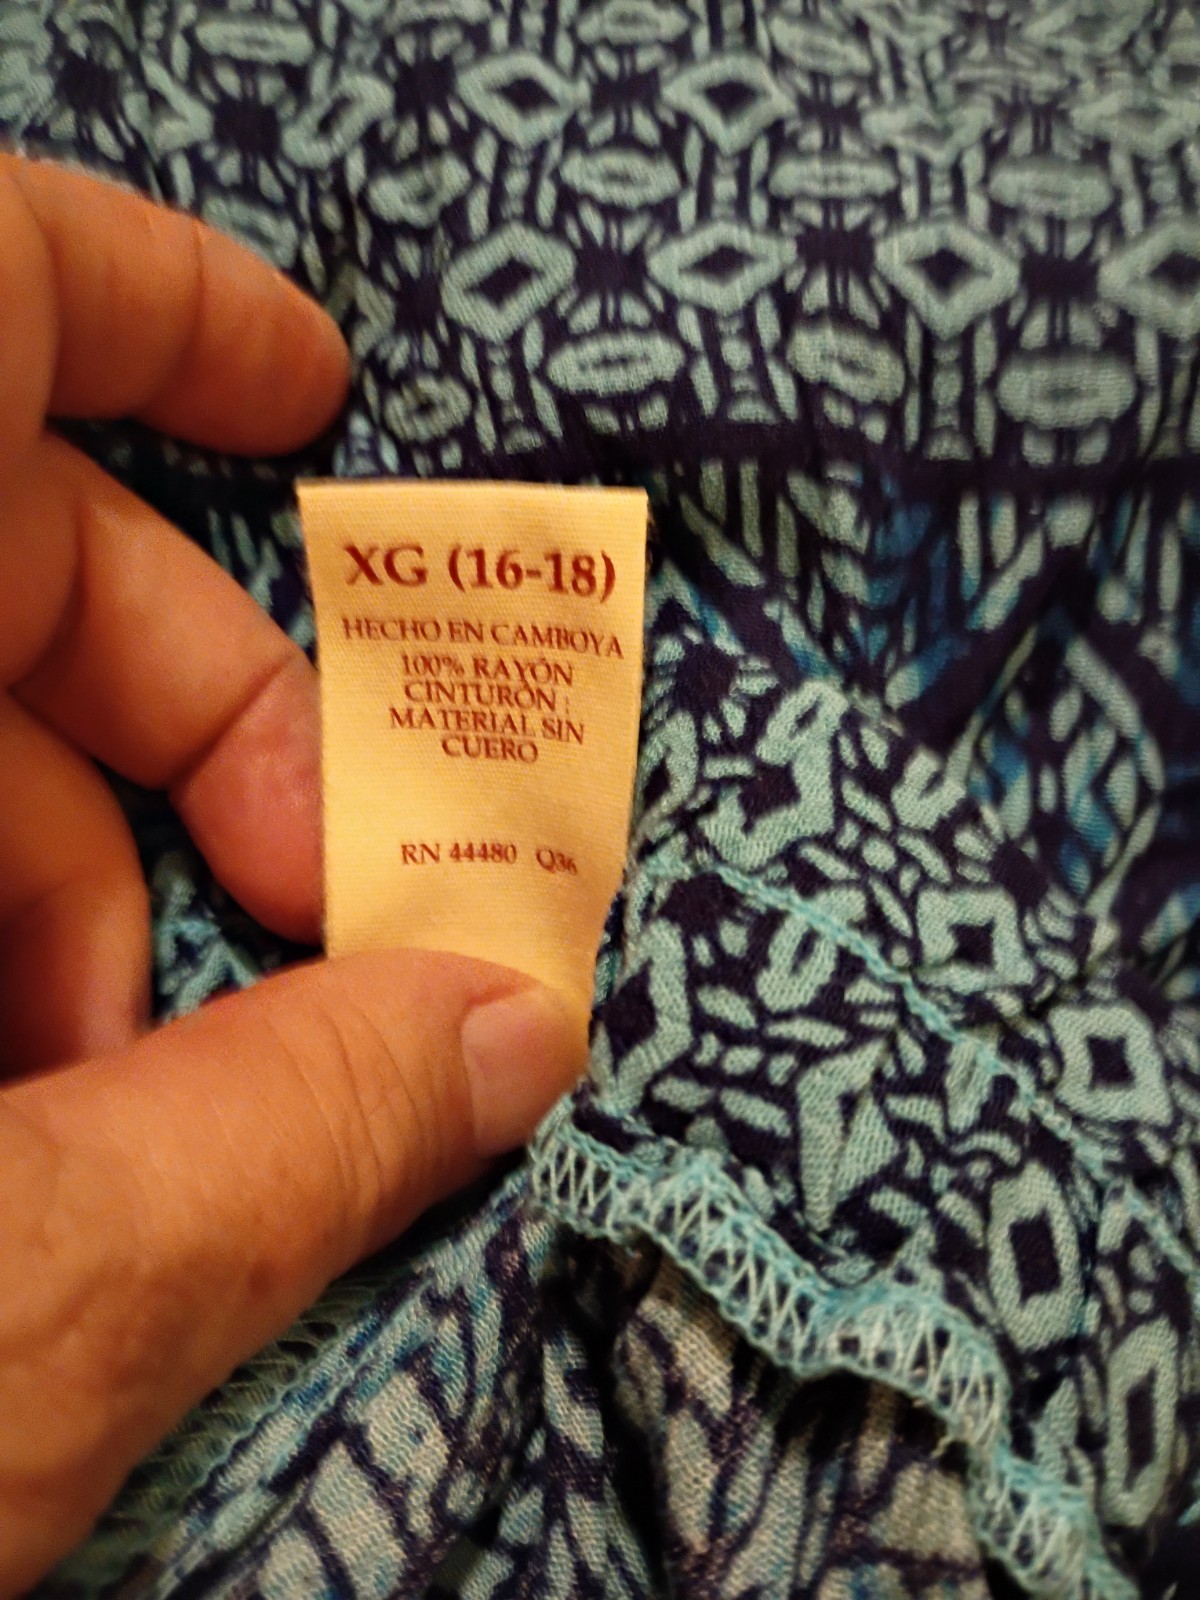 XG (16-18)
HECHO EN CAMBOYA
100% RAYÓN
CINTURÓN :
MATERIAL SIN
CUERO
RN 44480 Q36